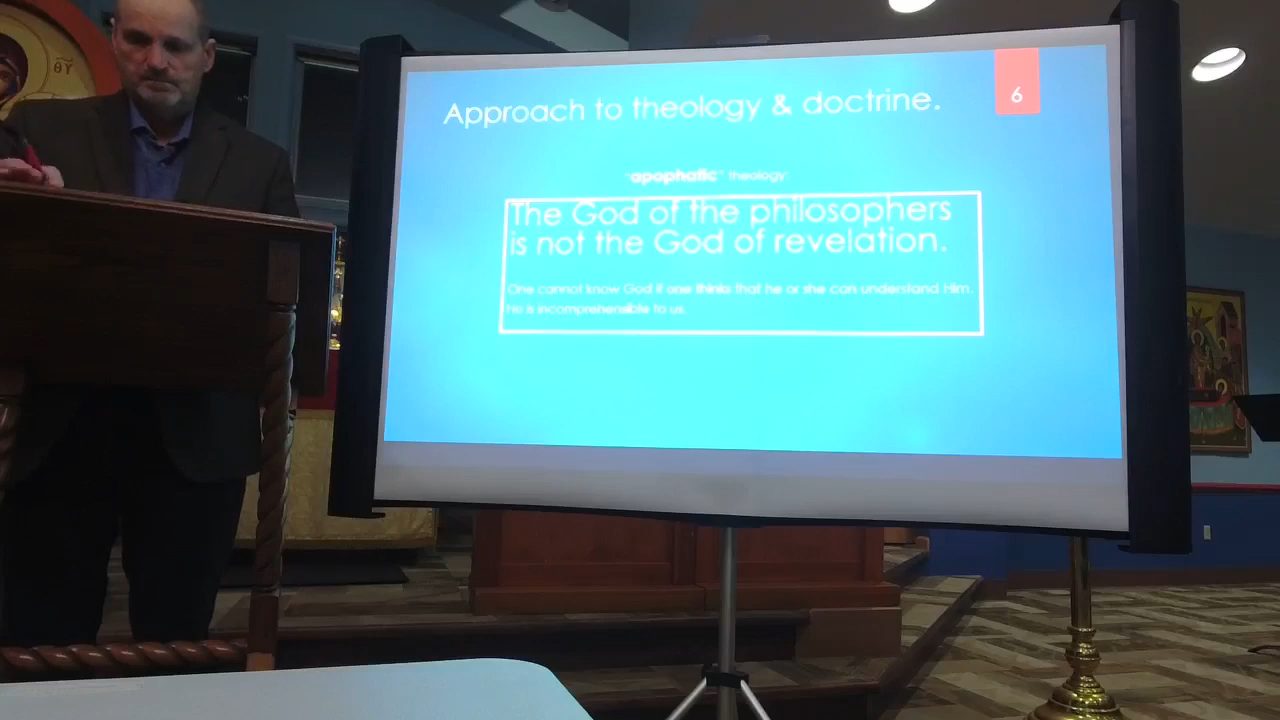 Approach to theology & doctrine.
6
"apophatic" theology:
The God of the philosophers
is not the God of revelation.
One cannot know God if one thinks that he or she can understand Him.
He is incomprehensible to us.
ΘΥ